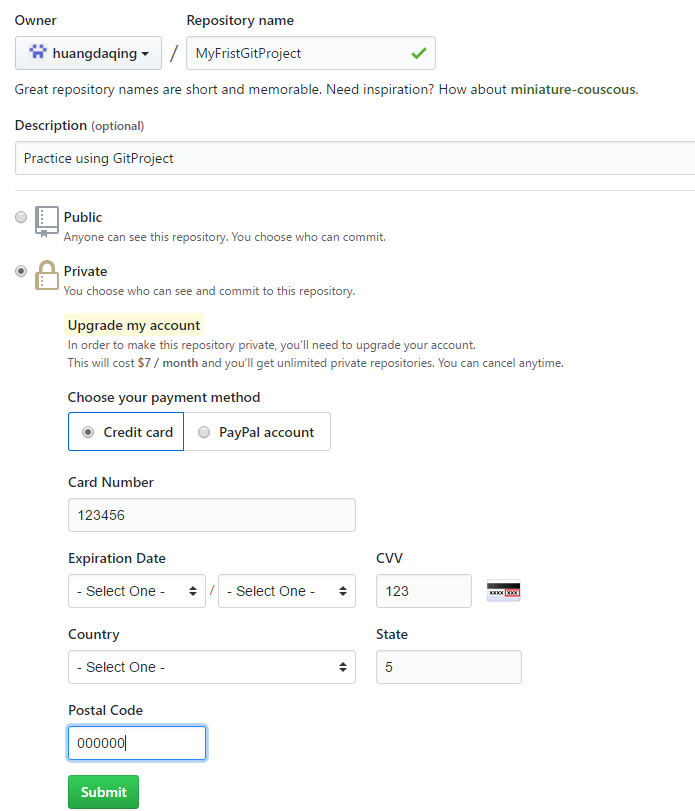 Owner Repository name
huangdaqing / MyFristGitProject
Great repository names are short and memorable. Need inspiration? How about miniature-couscous.
Description (optional)
Practice using GitProject
Public
Anyone can see this repository. You choose who can commit.
Private
You choose who can see and commit to this repository.
Upgrade my account
In order to make this repository private, you'll need to upgrade your account.
This will cost $7 / month and you'll get unlimited private repositories. You can cancel anytime.
Choose your payment method
Credit card PayPal account
Card Number
123456
Expiration Date CVV
- Select One - / - Select One - 123 XXXX XXX
Country State
- Select One - 5
Postal Code
000000
Submit